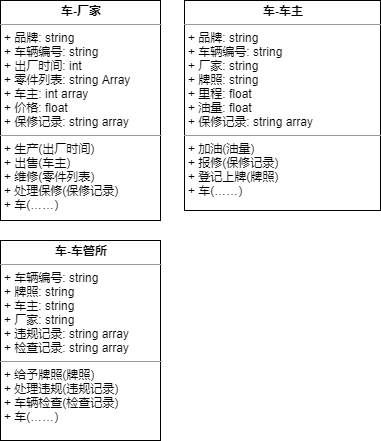 车-厂家
+ 品牌: string
+ 车辆编号: string
+ 出厂时间: int
+ 零件列表: string Array
+ 车主: int array
+ 价格: float
+ 保修记录: string array
+ 生产(出厂时间)
+ 出售(车主)
+ 维修(零件列表)
+ 处理保修(保修记录)
+ 车(……)
车-车主
+ 品牌: string
+ 车辆编号: string
+ 厂家: string
+ 牌照: string
+ 里程: float
+ 油量: float
+ 保修记录: string array
+ 加油(油量)
+ 报修(保修记录)
+ 登记上牌(牌照)
+ 车(……)
车-车管所
+ 车辆编号: string
+ 牌照: string
+ 车主: string
+ 厂家: string
+ 违规记录: string array
+ 检查记录: string array
+ 给予牌照(牌照)
+ 处理违规(违规记录)
+ 车辆检查(检查记录)
+ 车(……)